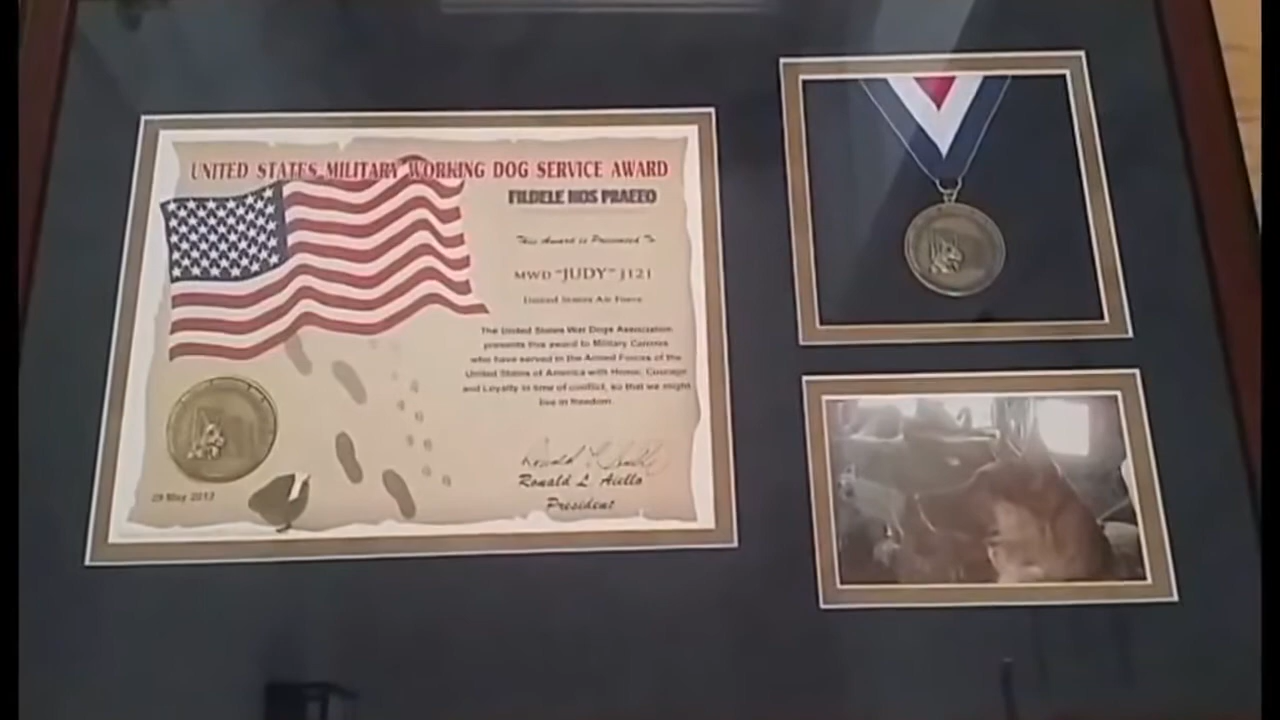 UNITED STATES MILITARY WORKING DOG SERVICE AWARD
FILDELE NOS PRAEEO
This Award is Presented To
MWD "JUDY" J121
United States Air Force
The United States War Dogs Association
presents this award to Military Canines
who have served in the Armed Forces of the
United States of America with Honor, Courage
and Loyalty in time of conflict, so that we might
live in freedom.
Ronald L. Aiello
President
29 May 2013